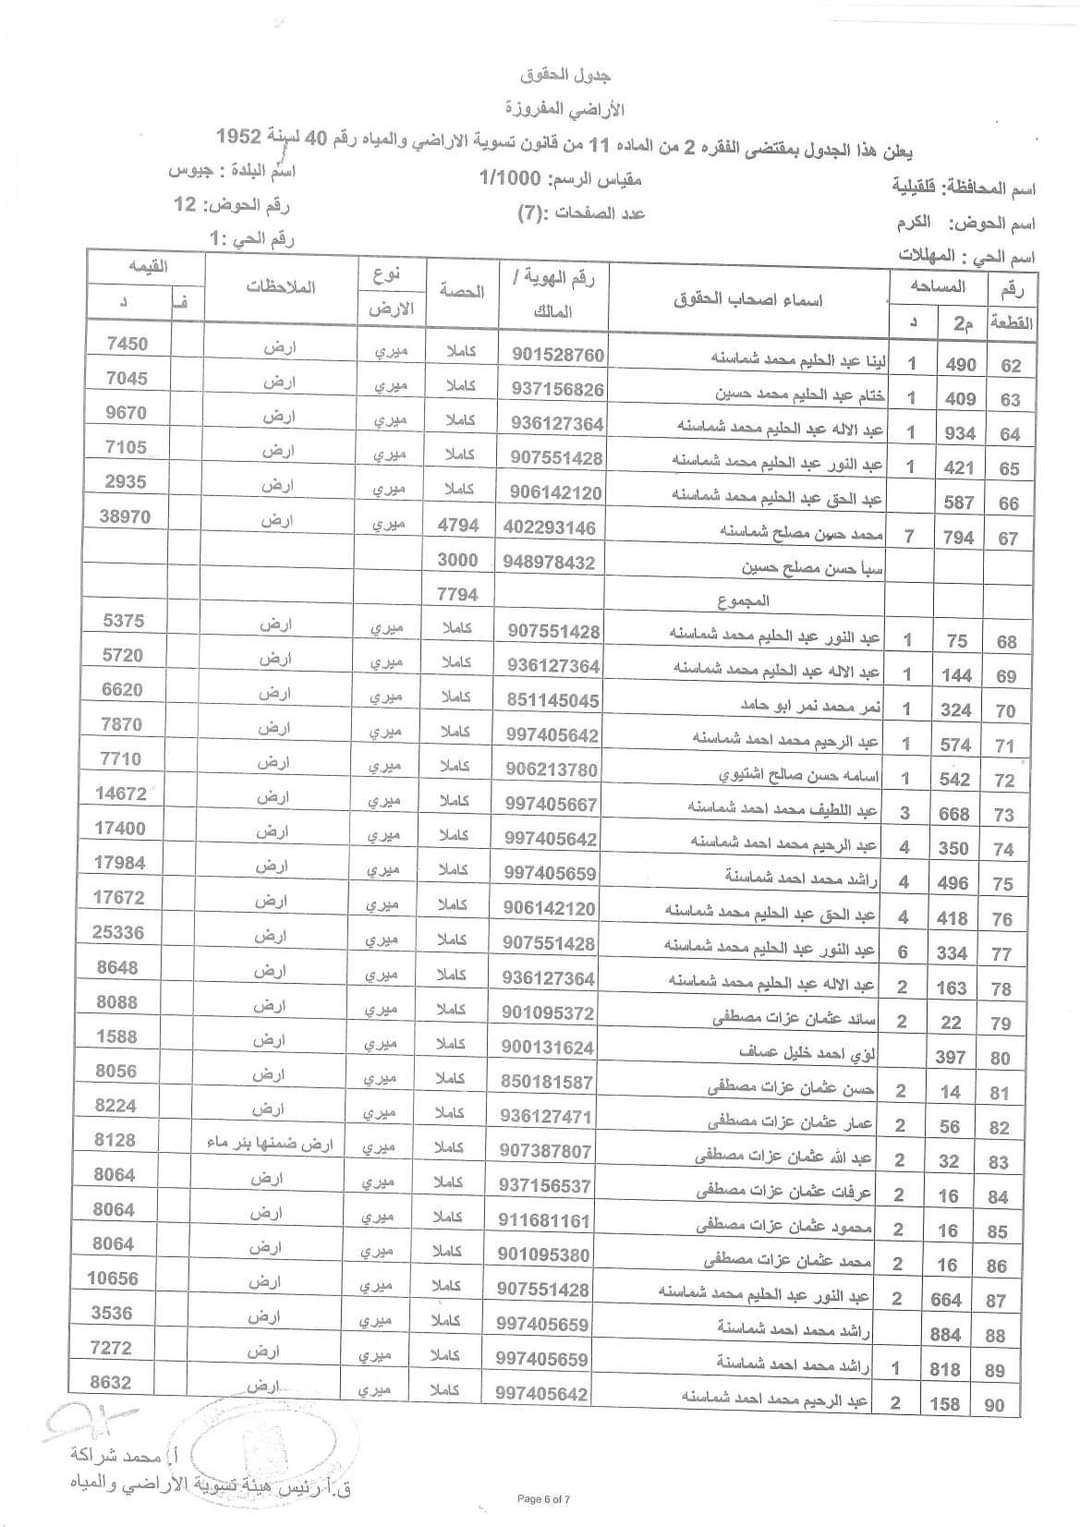 جدول الحقوق
الأراضي المفروزة
يعلن هذا الجدول بمقتضى الفقره 2 من الماده 11 من قانون تسوية الاراضي والمياه رقم 40 لسنة 1952
اسم المحافظة: قلقيلية مقياس الرسم: 1/1000 اسم البلدة : جيوس
اسم الحوض: الكرم عدد الصفحات :(7) رقم الحوض: 12
اسم الحي : المهللات رقم الحي :1
رقم القطعة المساحه م2 د اسماء اصحاب الحقوق رقم الهوية / المالك الحصة نوع الارض الملاحظات القيمه ف د
62 490 1 لينا عبد الحليم محمد شماسنه 901528760 كاملا ميري ارض 7450
63 409 1 ختام عبد الحليم محمد حسين 937156826 كاملا ميري ارض 7045
64 934 1 عبد الاله عبد الحليم محمد شماسنه 936127364 كاملا ميري ارض 9670
65 421 1 عبد النور عبد الحليم محمد شماسنه 907551428 كاملا ميري ارض 7105
66 587 عبد الحق عبد الحليم محمد شماسنه 906142120 كاملا ميري ارض 2935
67 794 7 محمد حسن مصلح شماسنه 402293146 4794 ميري ارض 38970
سبأ حسن مصلح حسين 948978432 3000
المجموع 7794
68 75 1 عبد النور عبد الحليم محمد شماسنه 907551428 كاملا ميري ارض 5375
69 144 1 عبد الاله عبد الحليم محمد شماسنه 936127364 كاملا ميري ارض 5720
70 324 1 نمر محمد نمر ابو حامد 851145045 كاملا ميري ارض 6620
71 574 1 عبد الرحيم محمد احمد شماسنه 997405642 كاملا ميري ارض 7870
72 542 1 اسامه حسن صالح اشتيوي 906213780 كاملا ميري ارض 7710
73 668 3 عبد اللطيف محمد احمد شماسنه 997405667 كاملا ميري ارض 14672
74 350 4 عبد الرحيم محمد احمد شماسنه 997405642 كاملا ميري ارض 17400
75 496 4 راشد محمد احمد شماسنة 997405659 كاملا ميري ارض 17984
76 418 4 عبد الحق عبد الحليم محمد شماسنه 906142120 كاملا ميري ارض 17672
77 334 6 عبد النور عبد الحليم محمد شماسنه 907551428 كاملا ميري ارض 25336
78 163 2 عبد الاله عبد الحليم محمد شماسنه 936127364 كاملا ميري ارض 8648
79 22 2 سائد عثمان عزات مصطفى 901095372 كاملا ميري ارض 8088
80 397 لؤي احمد خليل عساف 900131624 كاملا ميري ارض 1588
81 14 2 حسن عثمان عزات مصطفى 850181587 كاملا ميري ارض 8056
82 56 2 عمار عثمان عزات مصطفى 936127471 كاملا ميري ارض 8224
83 32 2 عبد الله عثمان عزات مصطفى 907387807 كاملا ميري ارض ضمنها بئر ماء 8128
84 16 2 عرفات عثمان عزات مصطفى 937156537 كاملا ميري ارض 8064
85 16 2 محمود عثمان عزات مصطفى 911681161 كاملا ميري ارض 8064
86 16 2 محمد عثمان عزات مصطفى 901095380 كاملا ميري ارض 8064
87 664 2 عبد النور عبد الحليم محمد شماسنه 907551428 كاملا ميري ارض 10656
88 884 راشد محمد احمد شماسنة 997405659 كاملا ميري ارض 3536
89 818 1 راشد محمد احمد شماسنة 997405659 كاملا ميري ارض 7272
90 158 2 عبد الرحيم محمد احمد شماسنه 997405642 كاملا ميري ارض 8632
أ. محمد شراكة
ق.أ رئيس هيئة تسوية الاراضي والمياه
Page 6 of 7